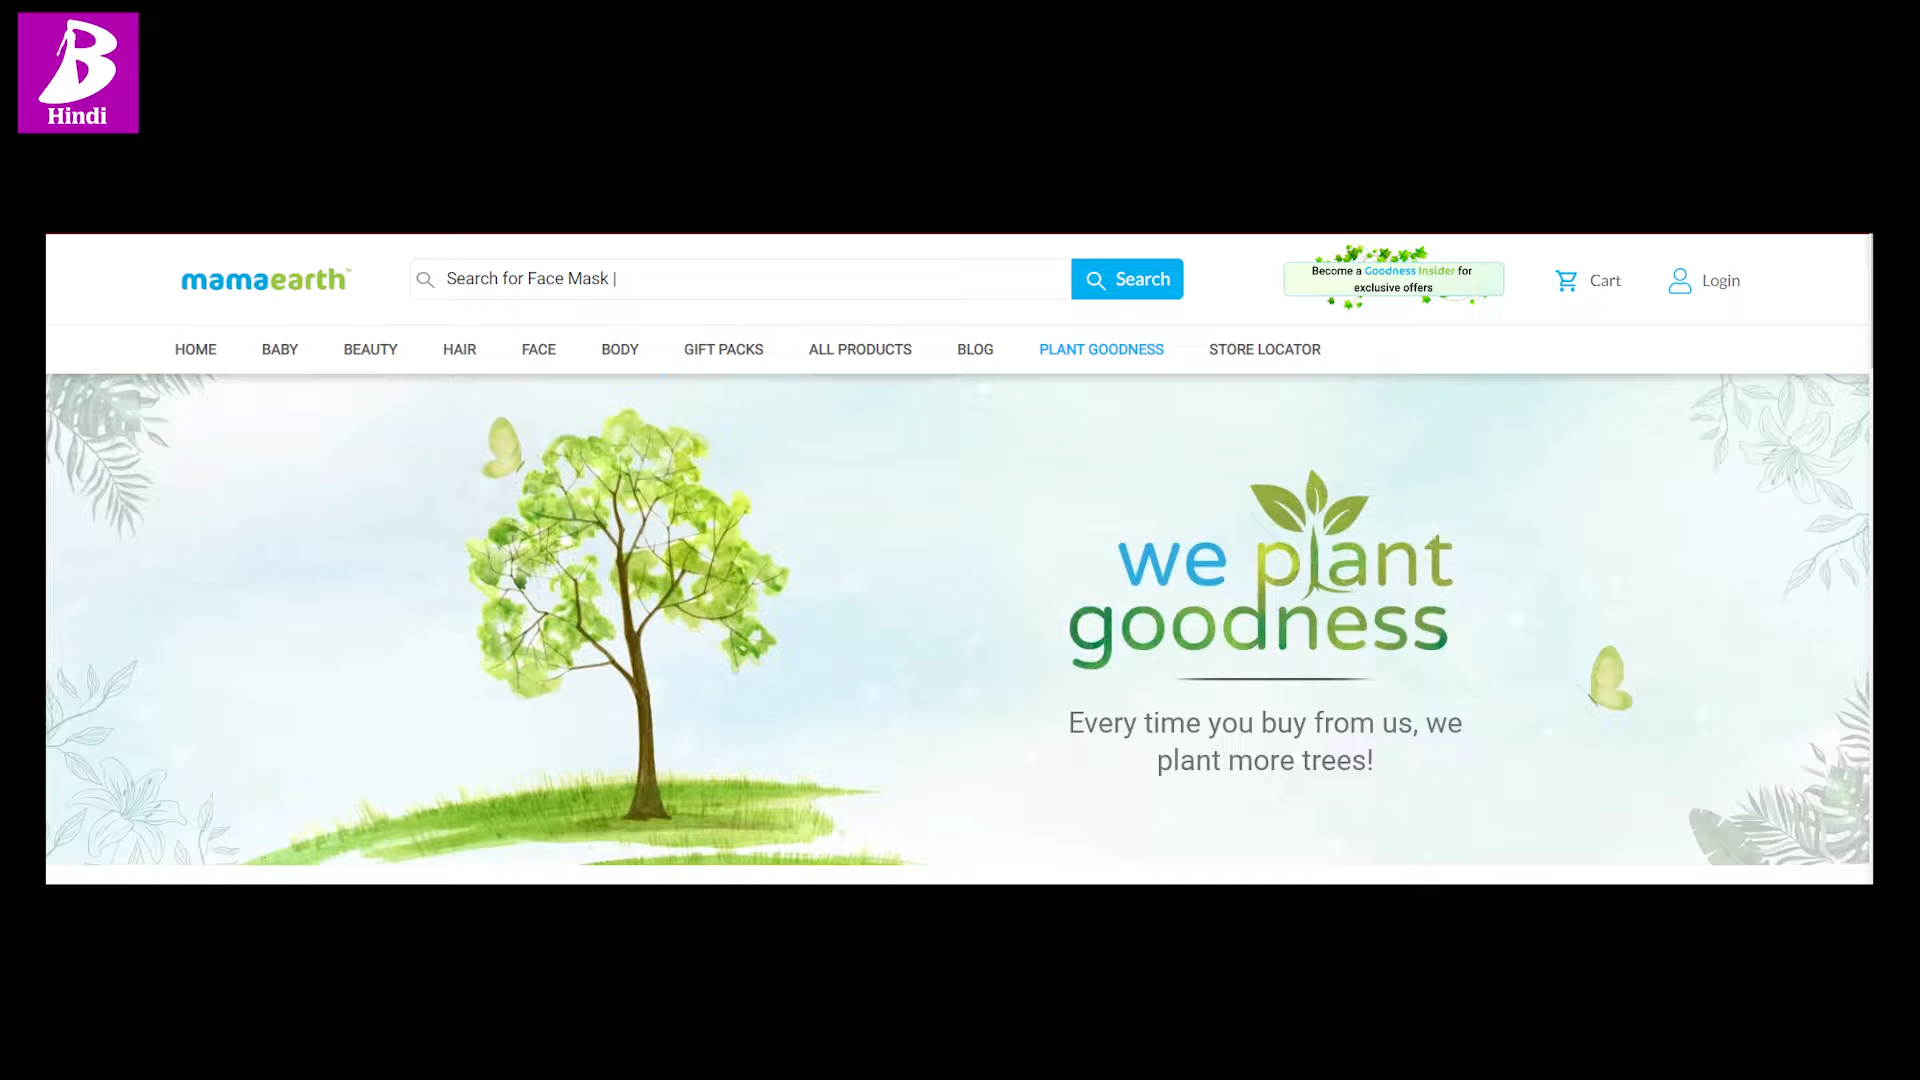 B
Hindi
mamaearth™
Search for Face Mask |
Search
Become a Goodness Insider for
exclusive offers
Cart
Login
HOME
BABY
BEAUTY
HAIR
FACE
BODY
GIFT PACKS
ALL PRODUCTS
BLOG
PLANT GOODNESS
STORE LOCATOR
we plant
goodness
Every time you buy from us, we
plant more trees!